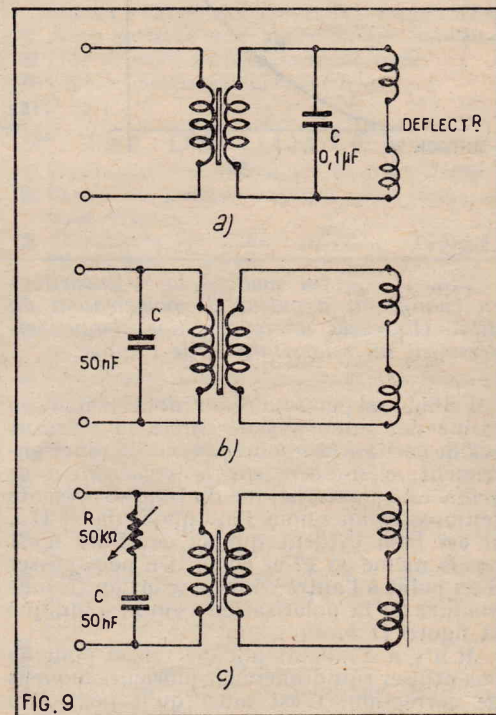 C
0,1µF
DEFLECTR
a)
C
50nF
b)
R
50KΩ
C
50nF
c)
FIG. 9